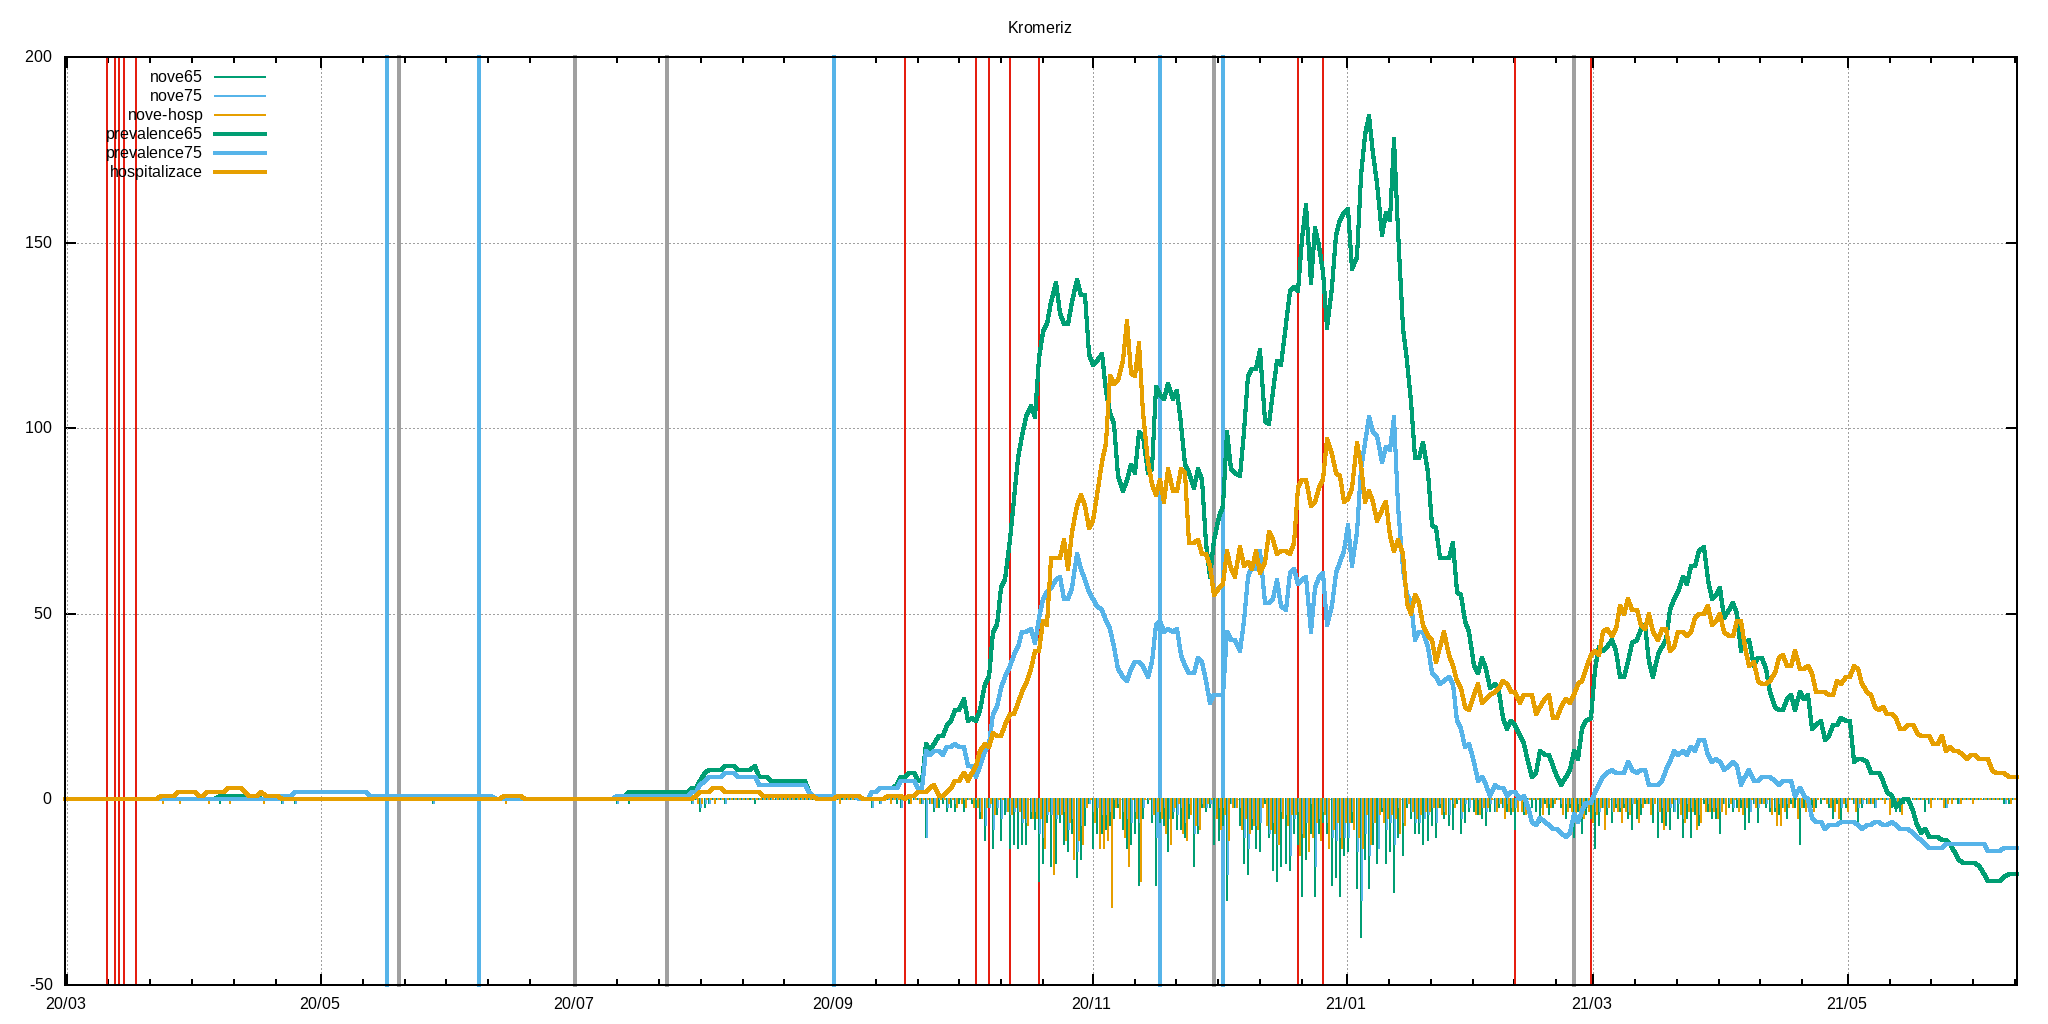 Kromeriz
200
150
100
50
0
-50
nove65
nove75
nove-hosp
prevalence65
prevalence75
hospitalizace
20/03 20/05 20/07 20/09 20/11 21/01 21/03 21/05